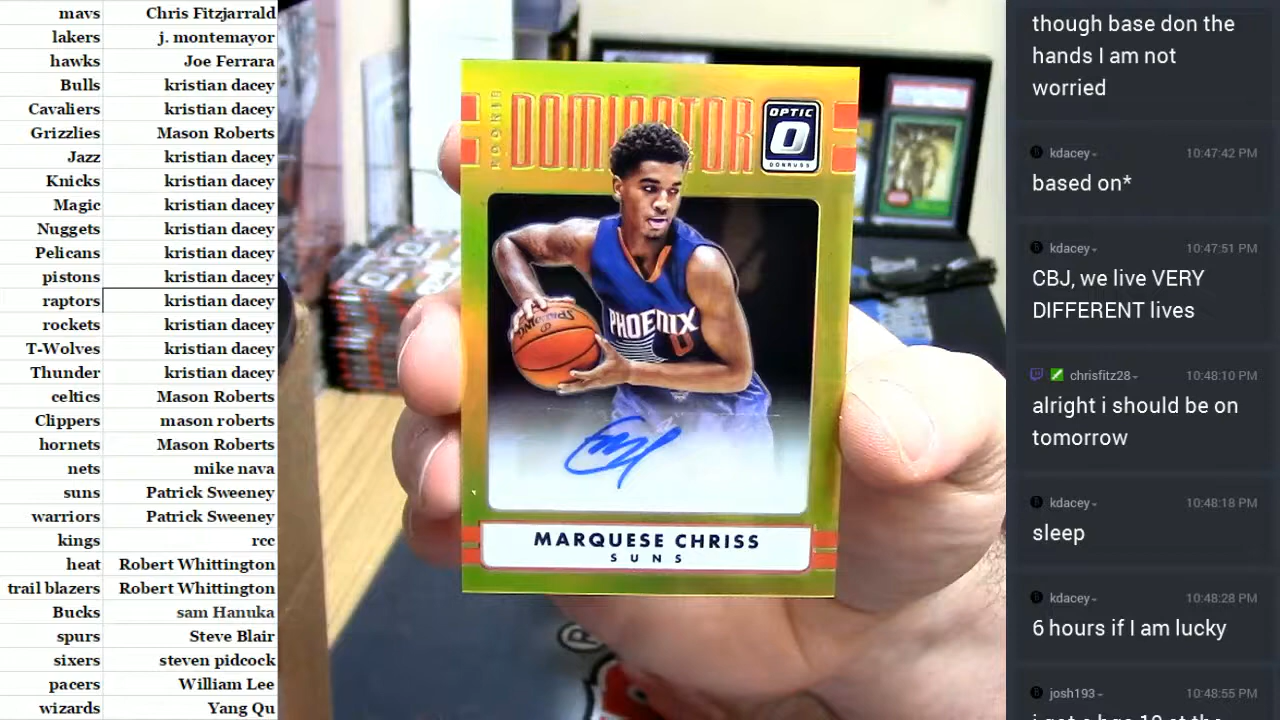 mavs Chris Fitzjarrald
lakers j. montemayor
hawks Joe Ferrara
Bulls kristian dacey
Cavaliers kristian dacey
Grizzlies Mason Roberts
Jazz kristian dacey
Knicks kristian dacey
Magic kristian dacey
Nuggets kristian dacey
Pelicans kristian dacey
pistons kristian dacey
raptors kristian dacey
rockets kristian dacey
T-Wolves kristian dacey
Thunder kristian dacey
celtics Mason Roberts
Clippers mason roberts
hornets Mason Roberts
nets mike nava
suns Patrick Sweeney
warriors Patrick Sweeney
kings rcc
heat Robert Whittington
trail blazers Robert Whittington
Bucks sam Hanuka
spurs Steve Blair
sixers steven pidcock
pacers William Lee
wizards Yang Qu
ROOKIE
DOMINATOR
OPTIC
DONRUSS
SPALDING
PHOENIX
0
MARQUESE CHRISS
SUNS
though base don the
hands I am not
worried
kdacey 10:47:42 PM
based on*
kdacey 10:47:51 PM
CBJ, we live VERY
DIFFERENT lives
chrisfitz28 10:48:10 PM
alright i should be on
tomorrow
kdacey 10:48:18 PM
sleep
kdacey 10:48:28 PM
6 hours if I am lucky
josh193 10:48:55 PM